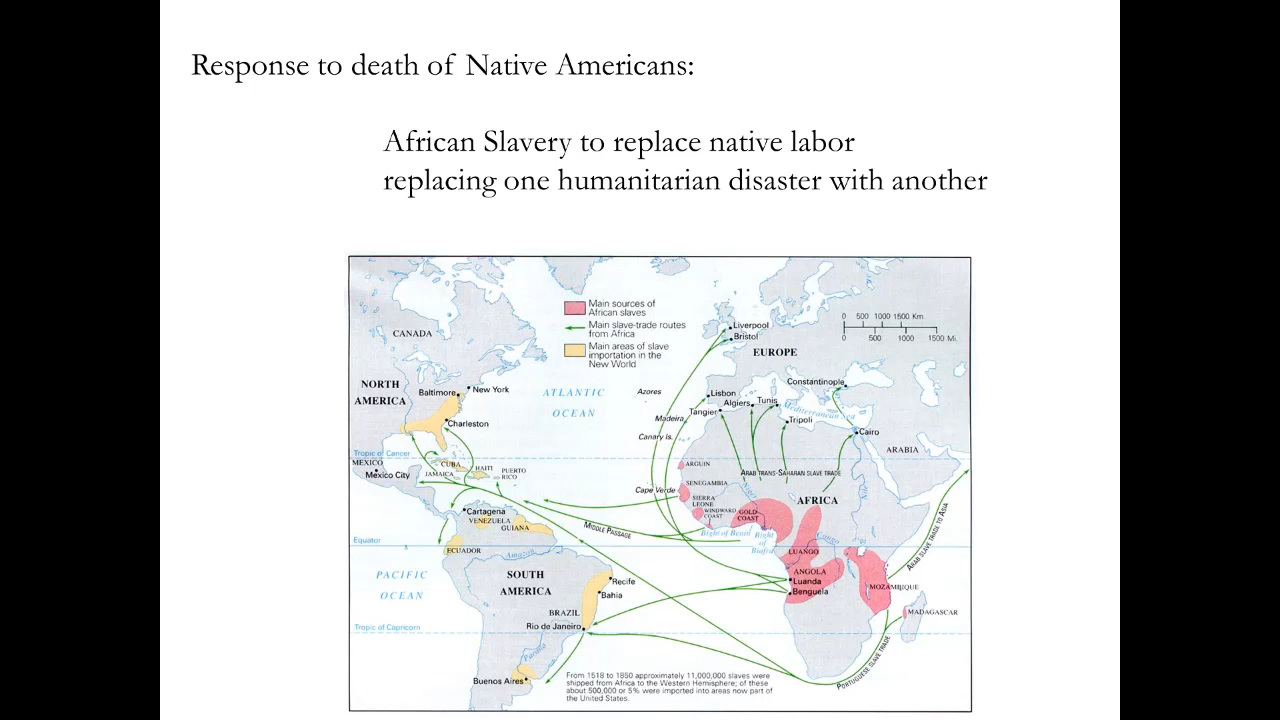 Response to death of Native Americans:
African Slavery to replace native labor
replacing one humanitarian disaster with another
Main sources of
African slaves
Main slave-trade routes
from Africa
Main areas of slave
importation in the
New World
0 500 1000 1500 Km.
0 500 1000 1500 Mi.
CANADA
NORTH
AMERICA
Baltimore
New York
Charleston
ATLANTIC
OCEAN
Azores
Madeira
Canary Is.
Liverpool
Bristol
EUROPE
Constantinople
Lisbon
Algiers
Tunis
Tangier
Mediterranean Sea
Tripoli
Cairo
ARABIA
Tropic of Cancer
MEXICO
Mexico City
CUBA
JAMAICA
HAITI
PUERTO
RICO
ARGUIN
SENEGAMBIA
Cape Verde
SIERRA
LEONE
WINDWARD
COAST
GOLD
COAST
Niger
ARAB TRANS-SAHARAN SLAVE TRADE
AFRICA
Nile
Cartagena
VENEZUELA
GUIANA
MIDDLE PASSAGE
Bight of Benin
Bight
of
Biafra
Congo
ARAB SLAVE TRADE TO ASIA
Equator
ECUADOR
Amazon
LUANGO
PACIFIC
OCEAN
SOUTH
AMERICA
Recife
Bahia
ANGOLA
Luanda
Benguela
MOZAMBIQUE
MADAGASCAR
BRAZIL
Rio de Janeiro
Tropic of Capricorn
Paraná
Buenos Aires
PORTUGUESE SLAVE TRADE
From 1518 to 1850 approximately 11,000,000 slaves were
shipped from Africa to the Western Hemisphere; of these
about 500,000 or 5% were imported into areas now part of
the United States.